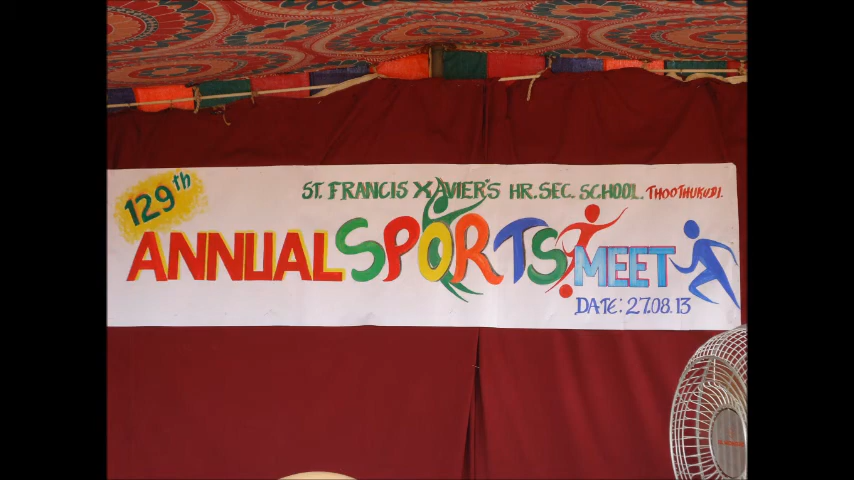 129th
ST. FRANCIS XAVIER'S HR. SEC. SCHOOL. THOOTHUKUDI.
ANNUAL SPORTS MEET
DATE: 27.08.13